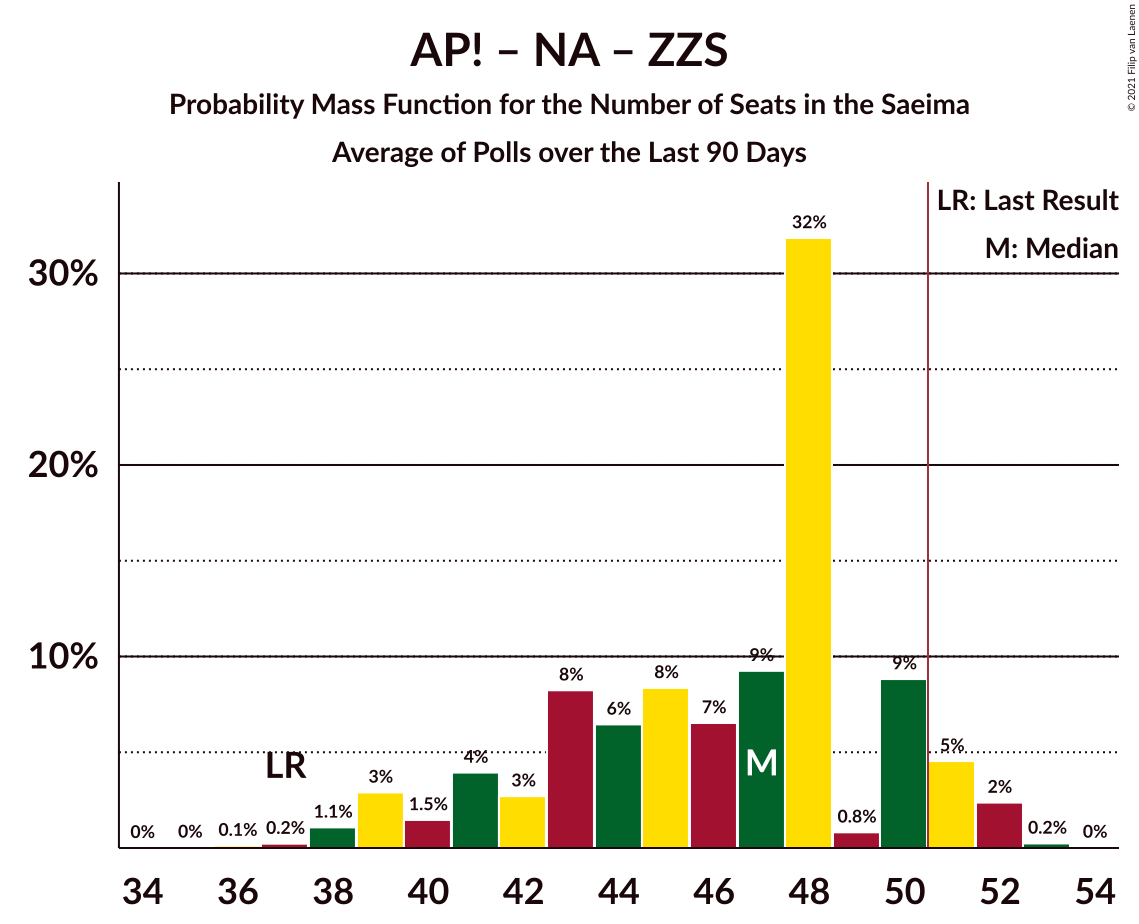 AP! – NA – ZZS
Probability Mass Function for the Number of Seats in the Saeima
Average of Polls over the Last 90 Days
© 2021 Filip van Laenen
LR: Last Result
M: Median
30%
20%
10%
0%
0%
0.1%
0.2%
1.1%
3%
1.5%
4%
3%
8%
6%
8%
7%
9%
32%
0.8%
9%
5%
2%
0.2%
0%
LR
M
34 36 38 40 42 44 46 48 50 52 54